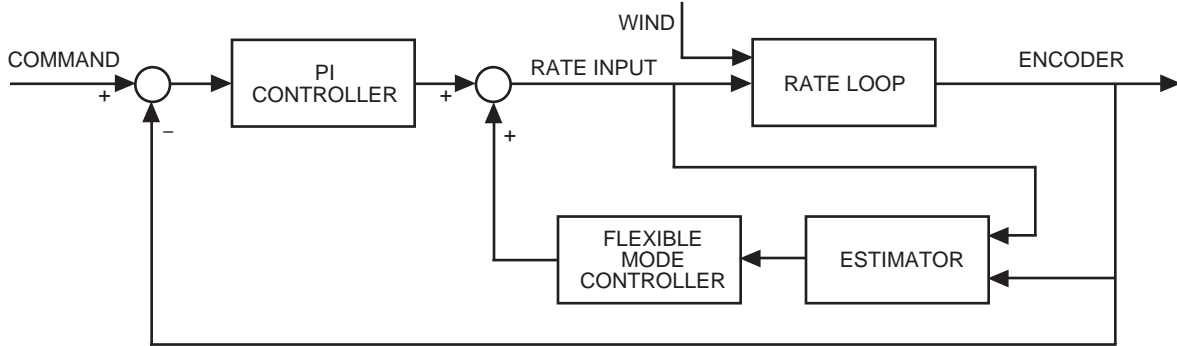 WIND
COMMAND
PI
CONTROLLER
RATE INPUT
RATE LOOP
ENCODER
+
+
−
+
FLEXIBLE
MODE
CONTROLLER
ESTIMATOR